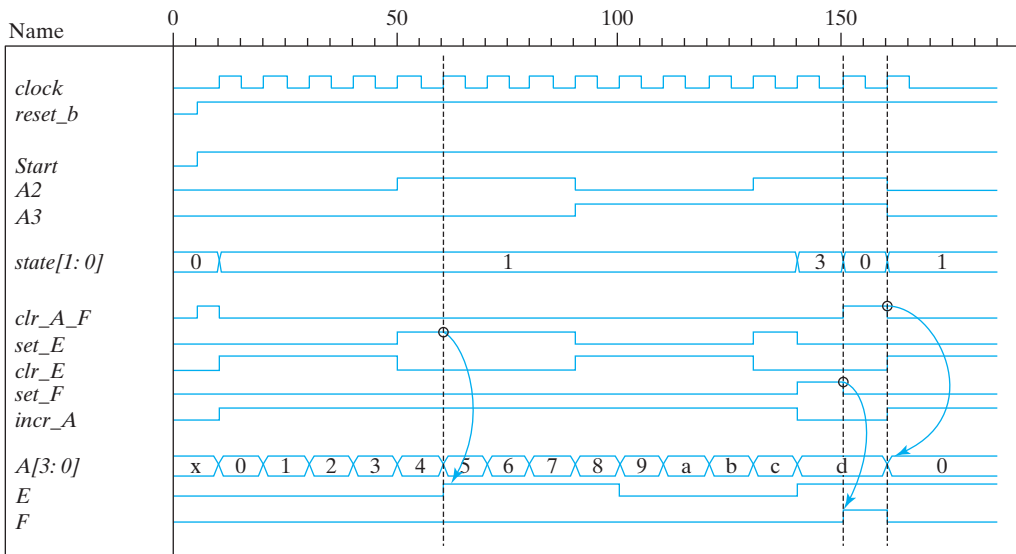 0 50 100 150
Name
clock
reset_b
Start
A2
A3
state[1: 0] 0 1 3 0 1
clr_A_F
set_E
clr_E
set_F
incr_A
A[3: 0] x 0 1 2 3 4 5 6 7 8 9 a b c d 0
E
F